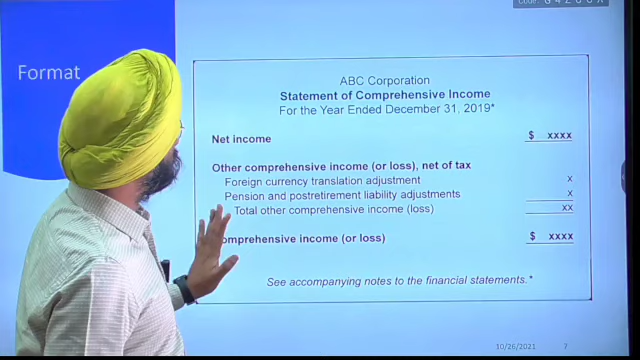 Code:
Format
ABC Corporation
Statement of Comprehensive Income
For the Year Ended December 31, 2019*
Net income $ xxxx
Other comprehensive income (or loss), net of tax
Foreign currency translation adjustment x
Pension and postretirement liability adjustments x
Total other comprehensive income (loss) xx
omprehensive income (or loss) $ xxxx
See accompanying notes to the financial statements.*
10/26/2021 7